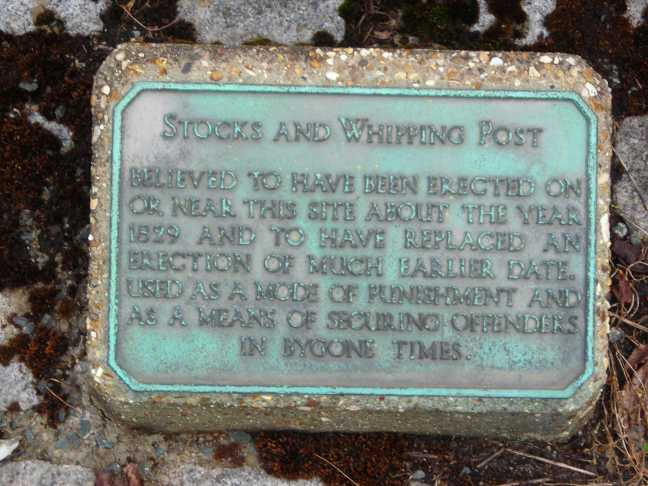 STOCKS AND WHIPPING POST
BELIEVED TO HAVE BEEN ERECTED ON
OR NEAR THIS SITE ABOUT THE YEAR
1829 AND TO HAVE REPLACED AN
ERECTION OF MUCH EARLIER DATE.
USED AS A MODE OF PUNISHMENT AND
AS A MEANS OF SECURING OFFENDERS
IN BYGONE TIMES.